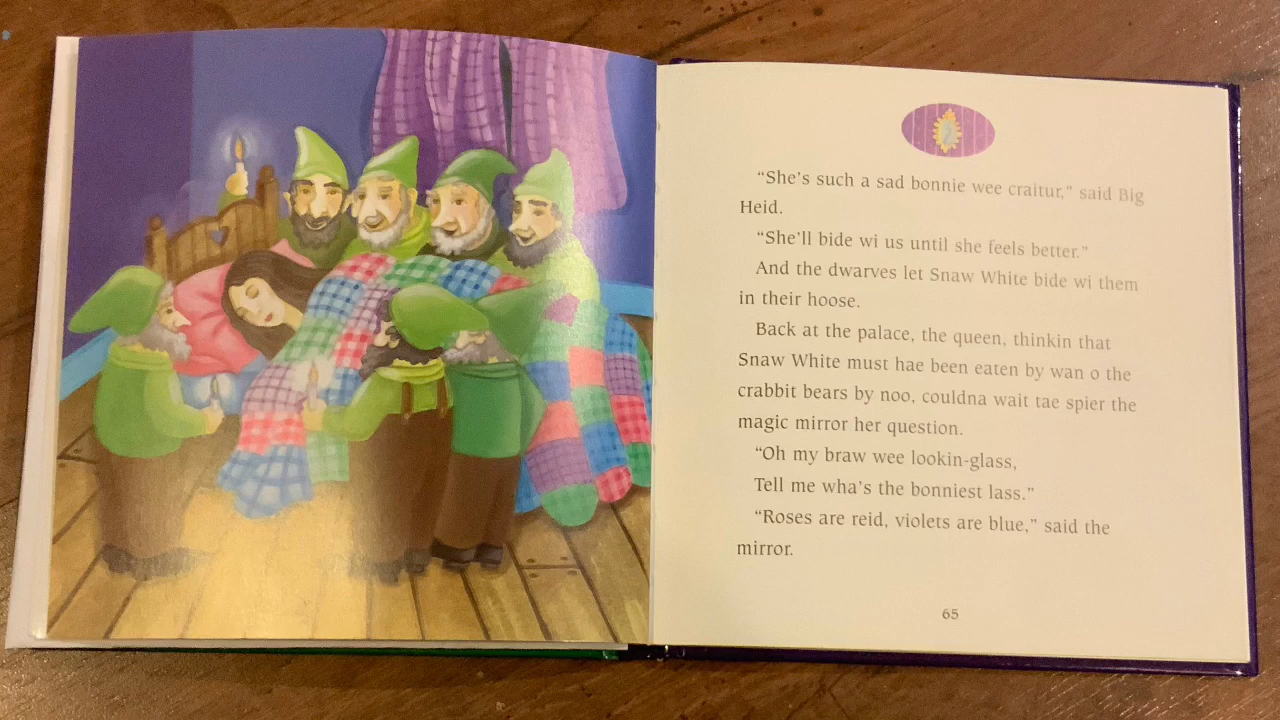 “She’s such a sad bonnie wee craitur,” said Big
Heid.
“She’ll bide wi us until she feels better.”
And the dwarves let Snaw White bide wi them
in their hoose.
Back at the palace, the queen, thinkin that
Snaw White must hae been eaten by wan o the
crabbit bears by noo, couldna wait tae spier the
magic mirror her question.
“Oh my braw wee lookin-glass,
Tell me wha’s the bonniest lass.”
“Roses are reid, violets are blue,” said the
mirror.
65